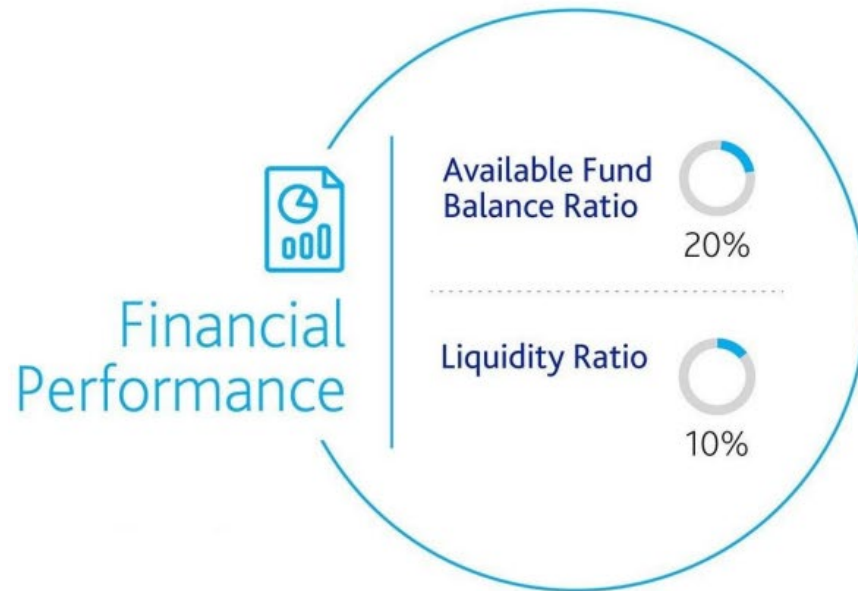 Financial
Performance
Available Fund
Balance Ratio
20%
Liquidity Ratio
10%